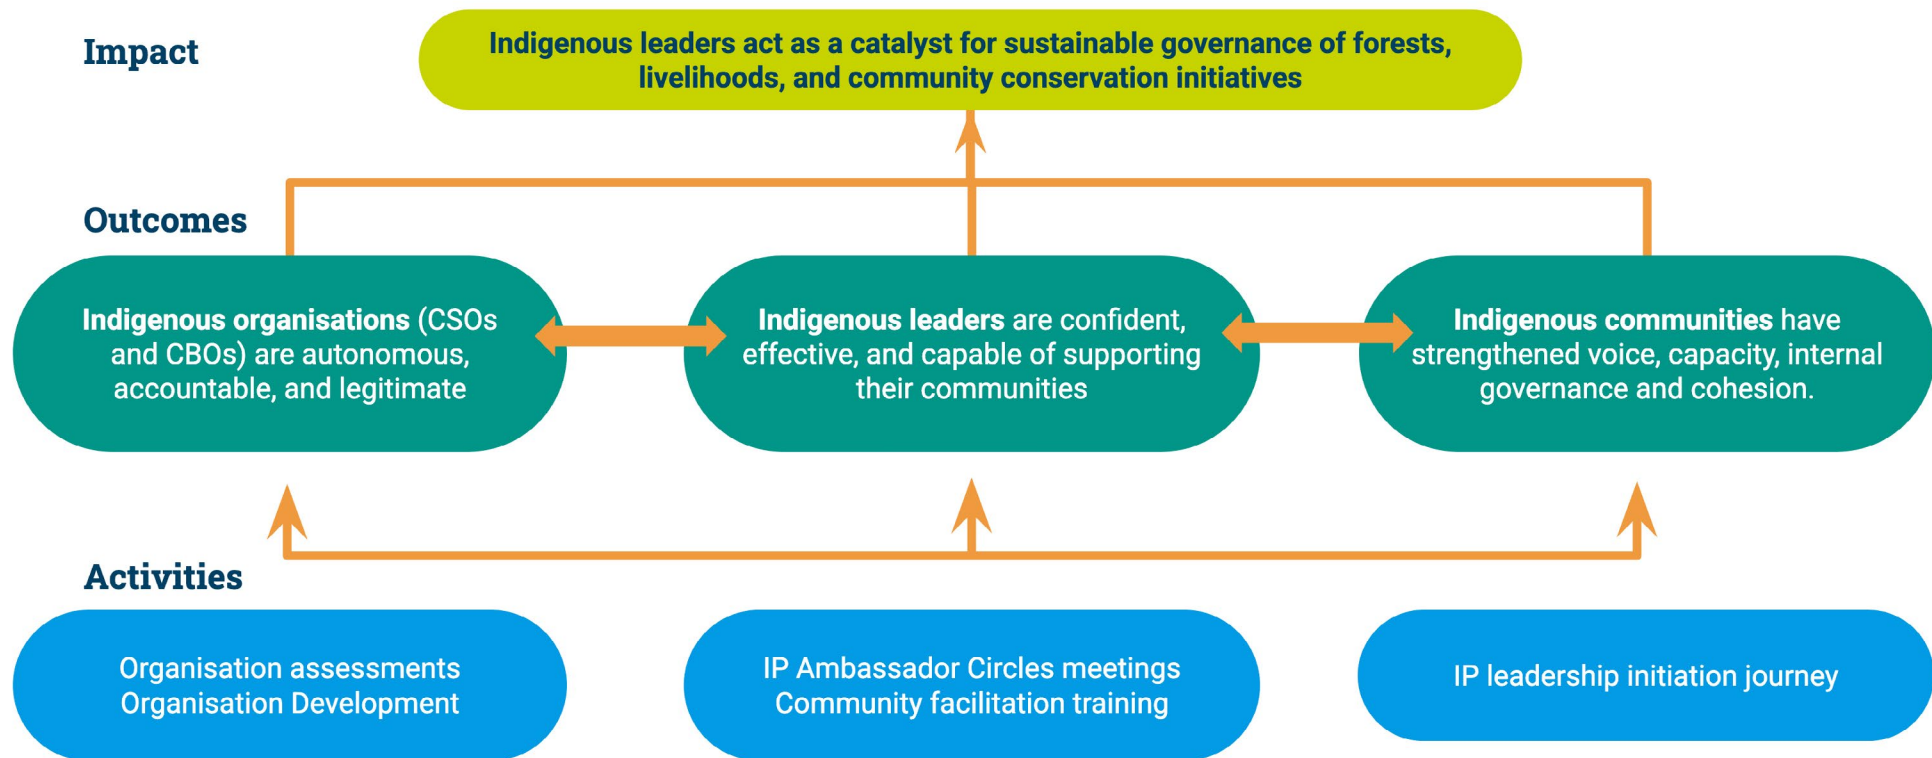 Impact
Indigenous leaders act as a catalyst for sustainable governance of forests,
livelihoods, and community conservation initiatives
Outcomes
Indigenous organisations (CSOs
and CBOs) are autonomous,
accountable, and legitimate
Indigenous leaders are confident,
effective, and capable of supporting
their communities
Indigenous communities have
strengthened voice, capacity, internal
governance and cohesion.
Activities
Organisation assessments
Organisation Development
IP Ambassador Circles meetings
Community facilitation training
IP leadership initiation journey